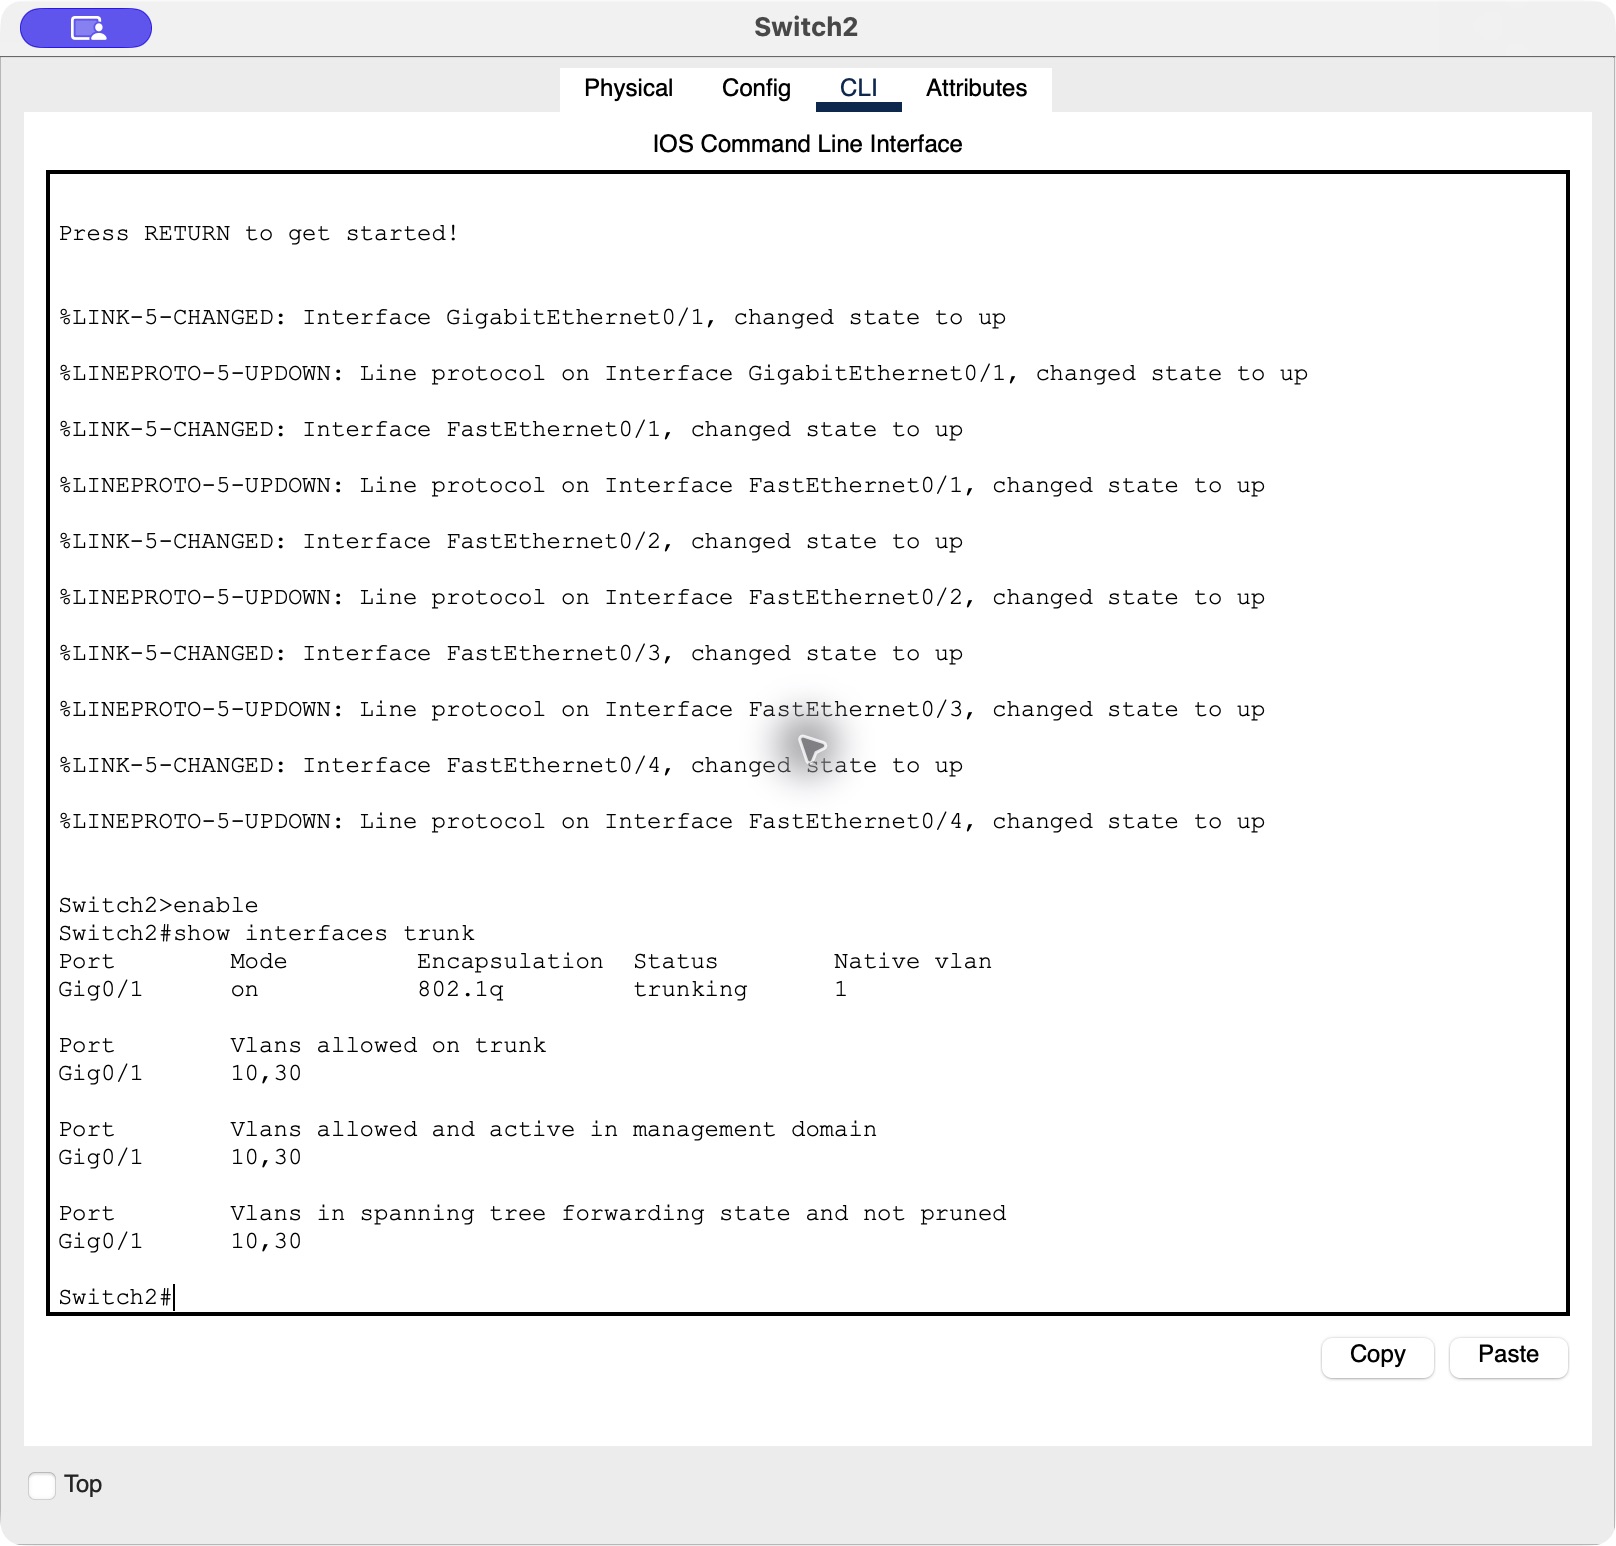 Switch2
Physical Config CLI Attributes
IOS Command Line Interface
Press RETURN to get started!
%LINK-5-CHANGED: Interface GigabitEthernet0/1, changed state to up
%LINEPROTO-5-UPDOWN: Line protocol on Interface GigabitEthernet0/1, changed state to up
%LINK-5-CHANGED: Interface FastEthernet0/1, changed state to up
%LINEPROTO-5-UPDOWN: Line protocol on Interface FastEthernet0/1, changed state to up
%LINK-5-CHANGED: Interface FastEthernet0/2, changed state to up
%LINEPROTO-5-UPDOWN: Line protocol on Interface FastEthernet0/2, changed state to up
%LINK-5-CHANGED: Interface FastEthernet0/3, changed state to up
%LINEPROTO-5-UPDOWN: Line protocol on Interface FastEthernet0/3, changed state to up
%LINK-5-CHANGED: Interface FastEthernet0/4, changed state to up
%LINEPROTO-5-UPDOWN: Line protocol on Interface FastEthernet0/4, changed state to up
Switch2>enable
Switch2#show interfaces trunk
Port        Mode         Encapsulation  Status        Native vlan
Gig0/1      on           802.1q         trunking      1
Port        Vlans allowed on trunk
Gig0/1      10,30
Port        Vlans allowed and active in management domain
Gig0/1      10,30
Port        Vlans in spanning tree forwarding state and not pruned
Gig0/1      10,30
Switch2#
Copy Paste
Top